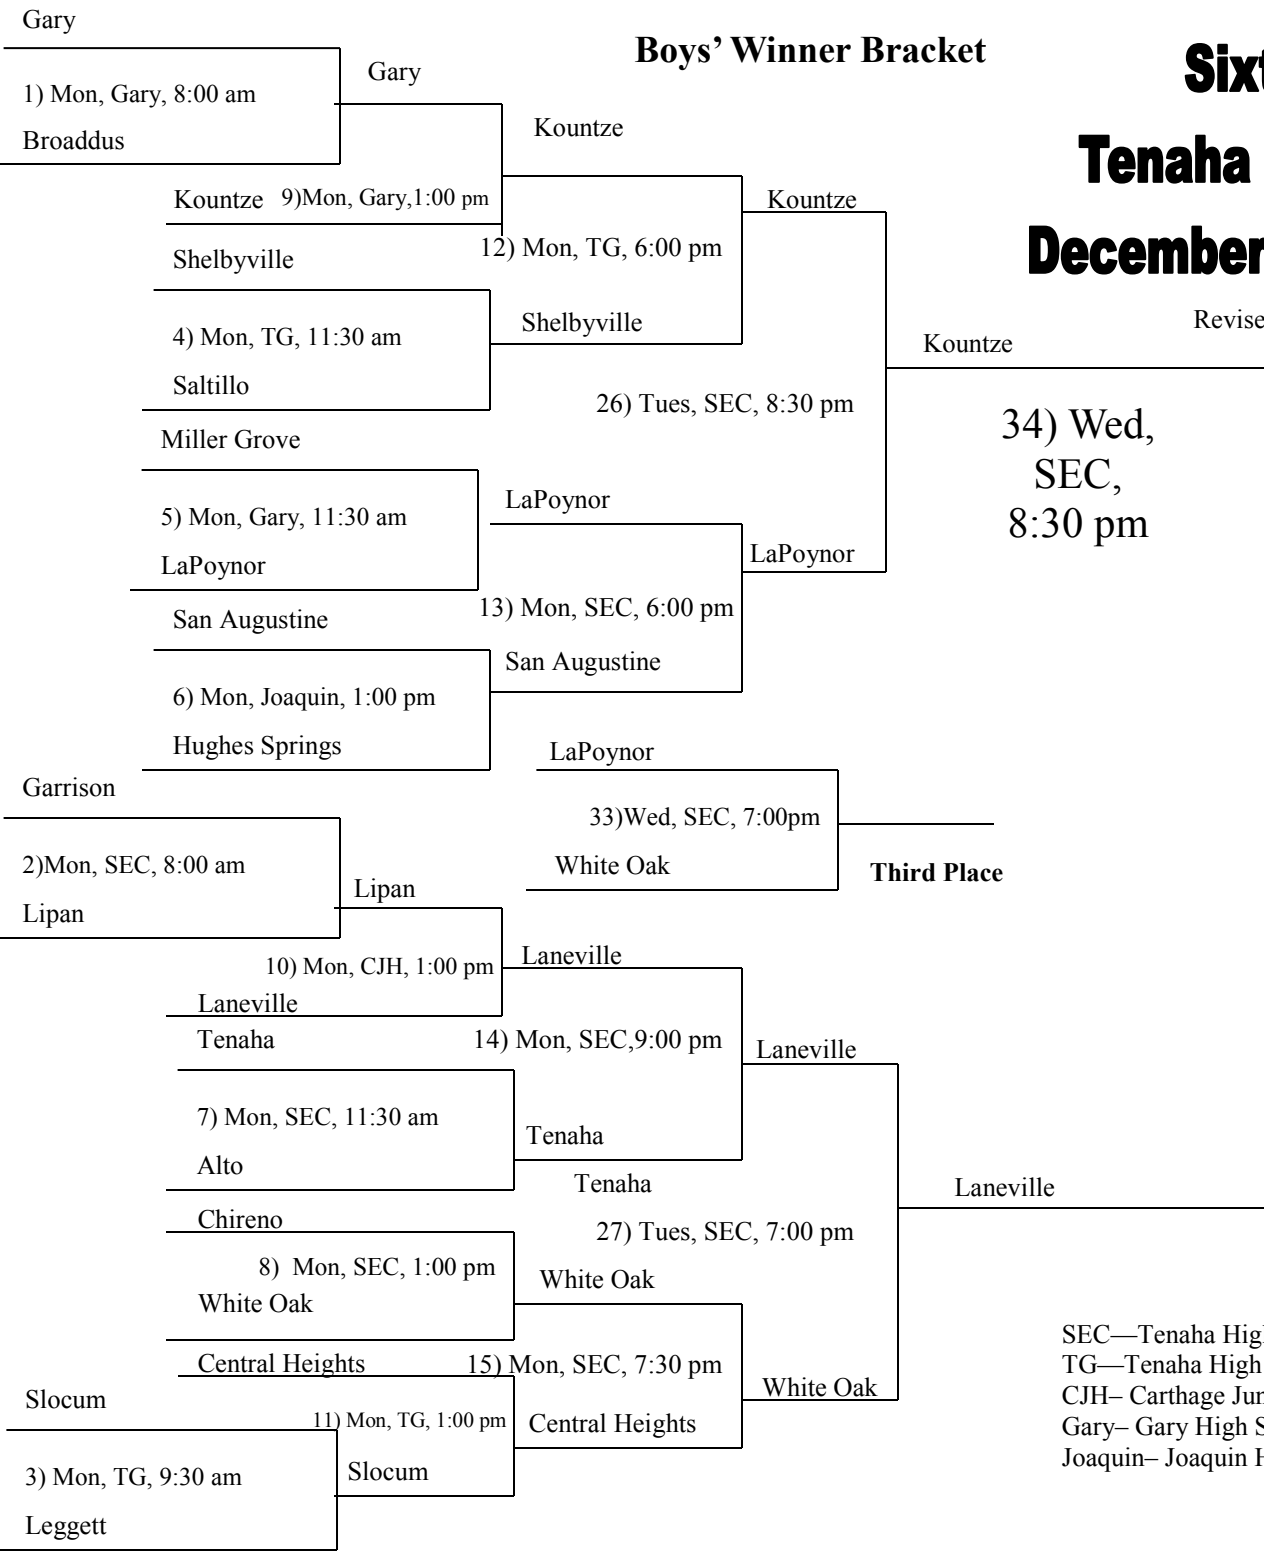 Gary
Boys’ Winner Bracket
Gary
1) Mon, Gary, 8:00 am
Broaddus
Kountze
Kountze
9)Mon, Gary,1:00 pm
Kountze
Shelbyville
12) Mon, TG, 6:00 pm
4) Mon, TG, 11:30 am
Shelbyville
Saltillo
26) Tues, SEC, 8:30 pm
Kountze
Miller Grove
5) Mon, Gary, 11:30 am
LaPoynor
LaPoynor
LaPoynor
San Augustine
13) Mon, SEC, 6:00 pm
San Augustine
6) Mon, Joaquin, 1:00 pm
Hughes Springs
34) Wed,
SEC,
8:30 pm
LaPoynor
33)Wed, SEC, 7:00pm
White Oak
Third Place
Garrison
2)Mon, SEC, 8:00 am
Lipan
Lipan
10) Mon, CJH, 1:00 pm
Laneville
Laneville
Tenaha
14) Mon, SEC,9:00 pm
Laneville
7) Mon, SEC, 11:30 am
Alto
Tenaha
Tenaha
Chireno
27) Tues, SEC, 7:00 pm
Laneville
8) Mon, SEC, 1:00 pm
White Oak
White Oak
Central Heights
15) Mon, SEC, 7:30 pm
White Oak
Slocum
11) Mon, TG, 1:00 pm
Central Heights
3) Mon, TG, 9:30 am
Slocum
Leggett
Tenaha
December
SEC—Tenaha
TG—Tenaha High
CJH– Carthage
Gary– Gary High
Joaquin– Joaquin